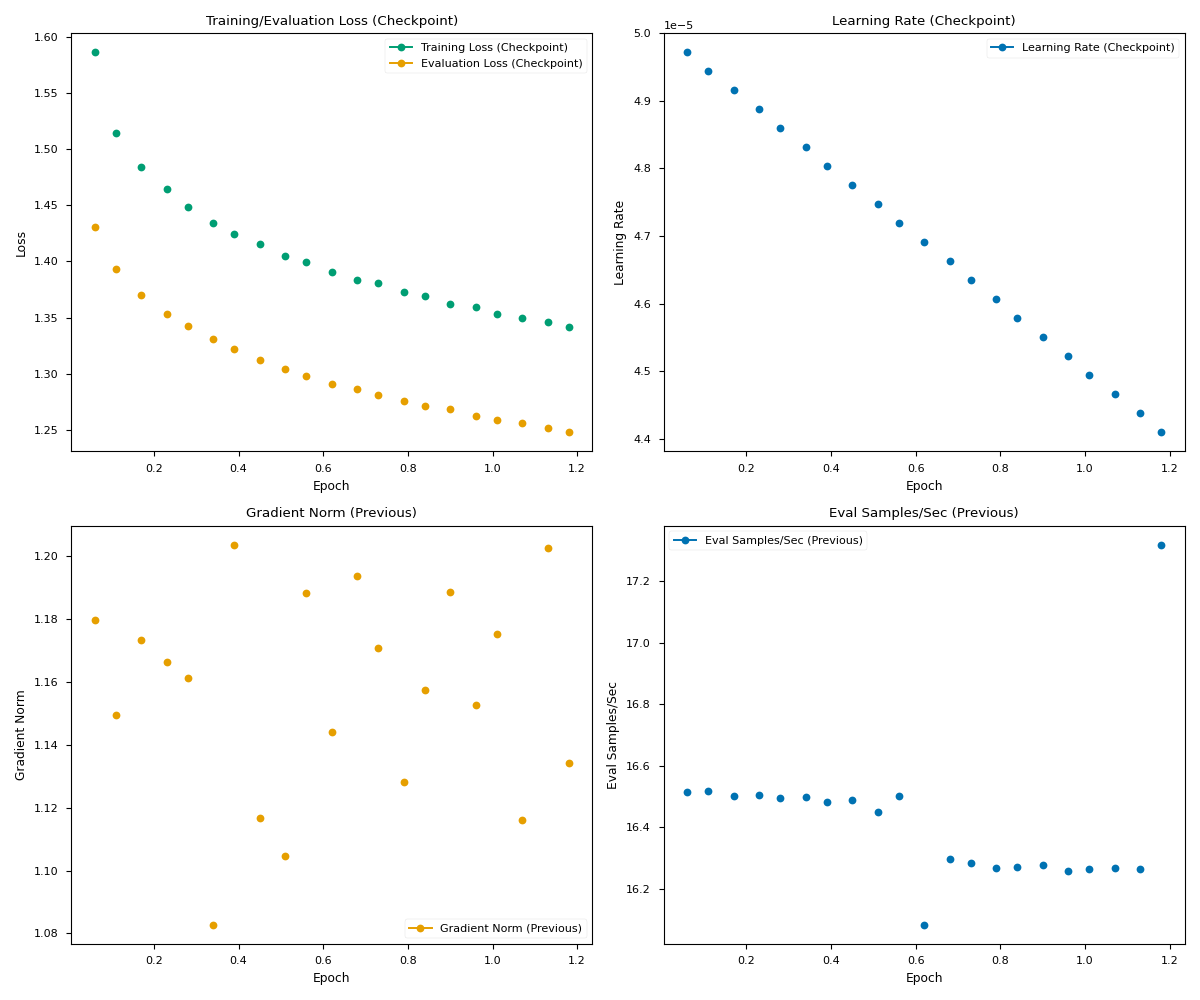 Training/Evaluation Loss (Checkpoint)
Training Loss (Checkpoint)
Evaluation Loss (Checkpoint)
1.60
1.55
1.50
1.45
1.40
1.35
1.30
1.25
Loss
0.2 0.4 0.6 0.8 1.0 1.2
Epoch
Learning Rate (Checkpoint)
1e−5
Learning Rate (Checkpoint)
5.0
4.9
4.8
4.7
4.6
4.5
4.4
Learning Rate
0.2 0.4 0.6 0.8 1.0 1.2
Epoch
Gradient Norm (Previous)
1.20
1.18
1.16
1.14
1.12
1.10
1.08
Gradient Norm
Gradient Norm (Previous)
0.2 0.4 0.6 0.8 1.0 1.2
Epoch
Eval Samples/Sec (Previous)
Eval Samples/Sec (Previous)
17.2
17.0
16.8
16.6
16.4
16.2
Eval Samples/Sec
0.2 0.4 0.6 0.8 1.0 1.2
Epoch